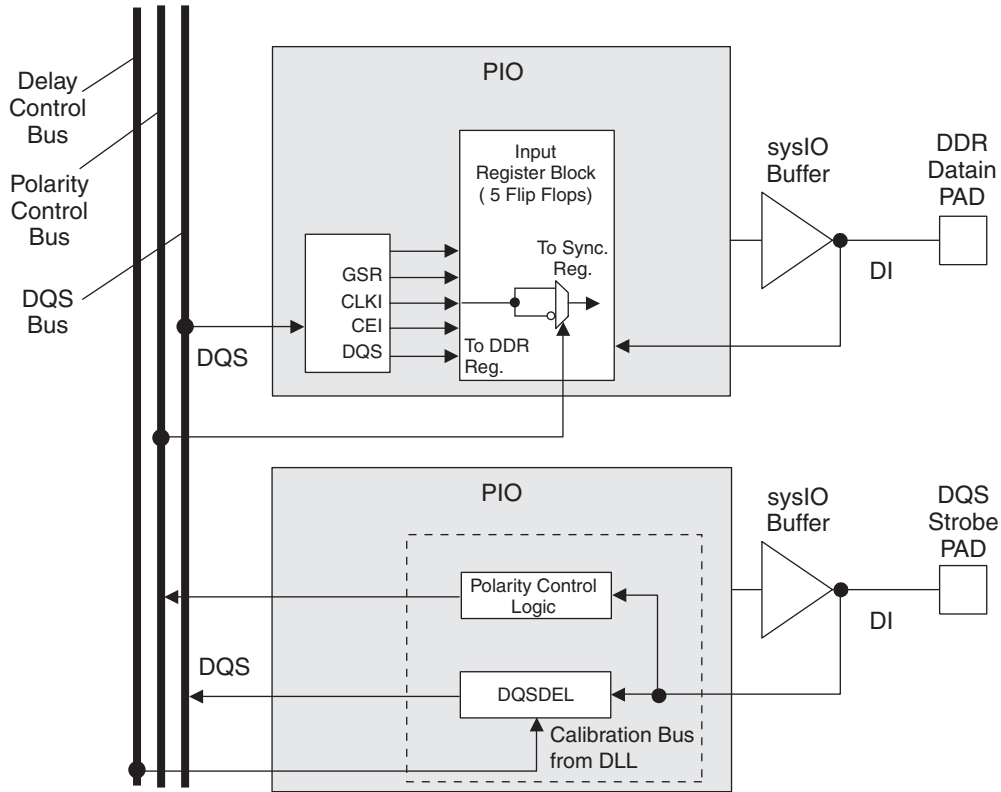 Delay
Control
Bus
Polarity
Control
Bus
DQS
Bus
DQS
PIO
Input
Register Block
( 5 Flip Flops)
To Sync.
Reg.
GSR
CLKI
CEI
DQS
To DDR
Reg.
sysIO
Buffer
DI
DDR
Datain
PAD
PIO
Polarity Control
Logic
DQS
DQSDEL
Calibration Bus
from DLL
sysIO
Buffer
DI
DQS
Strobe
PAD